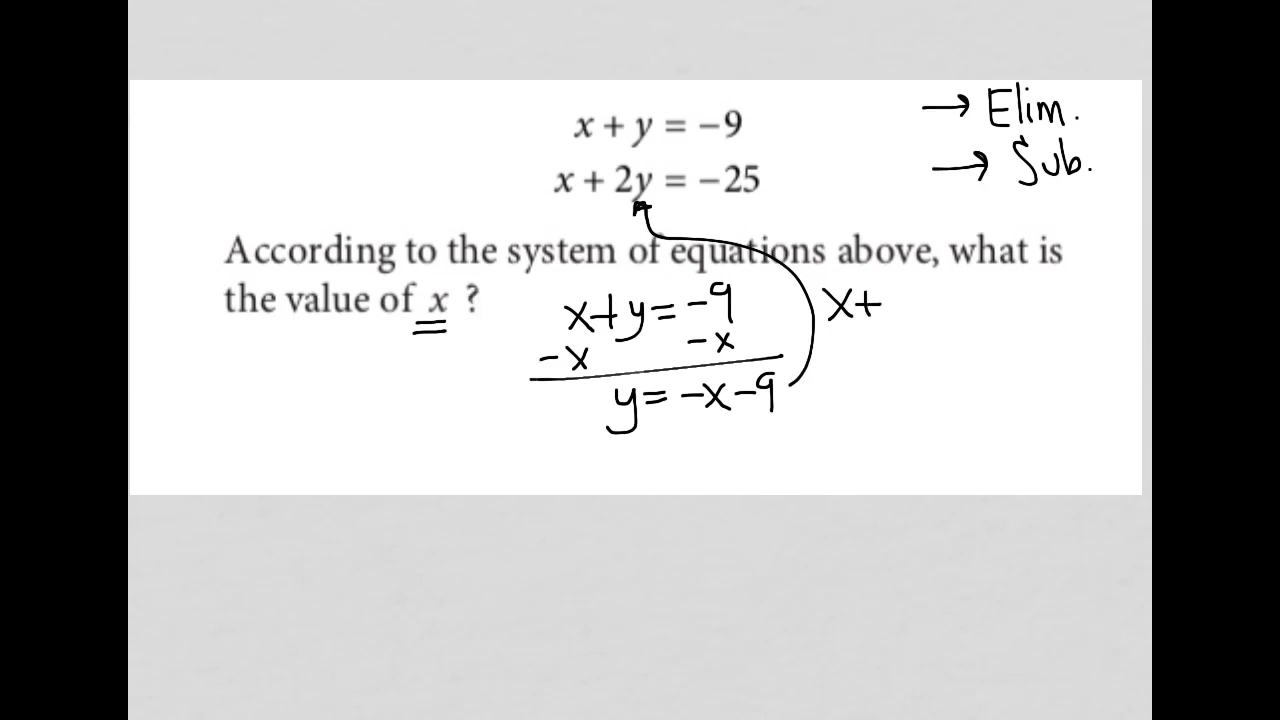 x + y = −9
x + 2y = −25
→ Elim.
→ Sub.
According to the system of equations above, what is
the value of x ?
x+y=-9
-x -x
y=-x-9
x+